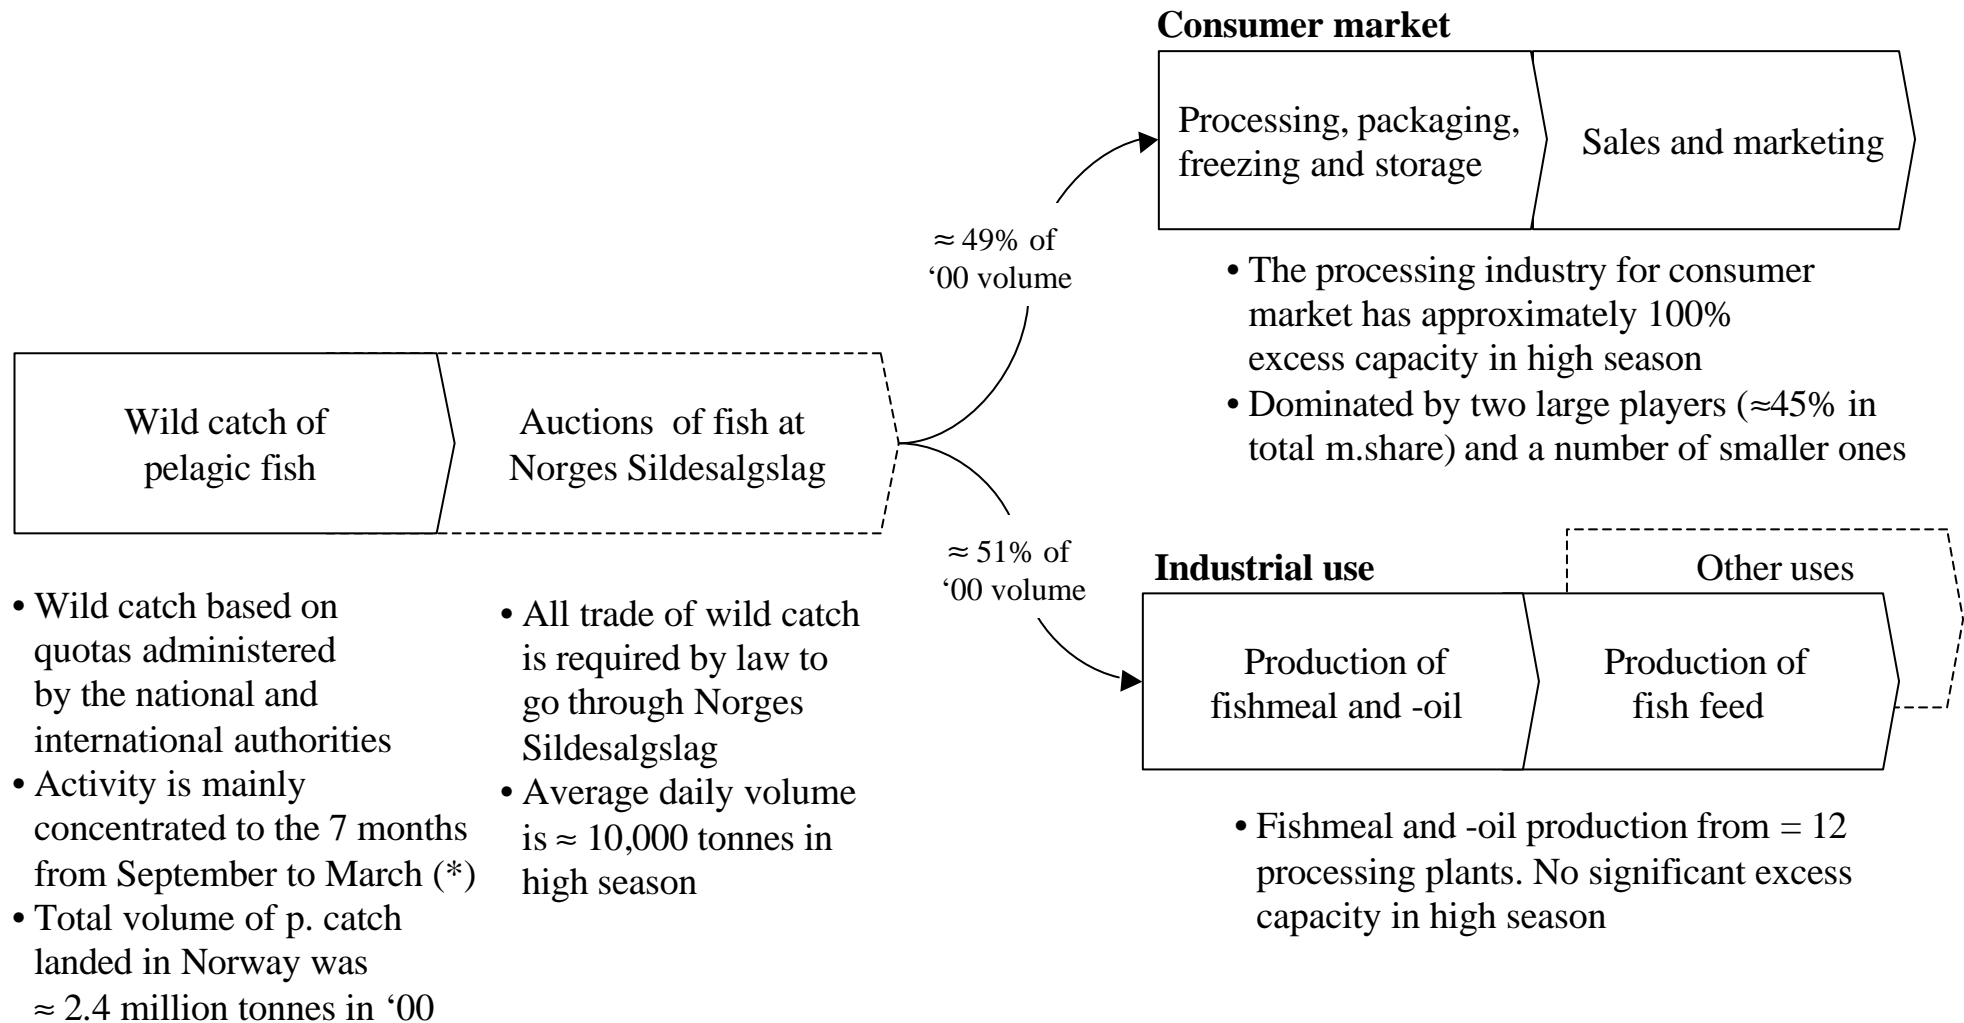 Consumer market
Processing, packaging,
freezing and storage
Sales and marketing
≈ 49% of
‘00 volume
• The processing industry for consumer
market has approximately 100%
excess capacity in high season
• Dominated by two large players (≈45% in
total m.share) and a number of smaller ones
Wild catch of
pelagic fish
Auctions of fish at
Norges Sildesalgslag
≈ 51% of
‘00 volume
Industrial use
Other uses
Production of
fishmeal and -oil
Production of
fish feed
• Wild catch based on
quotas administered
by the national and
international authorities
• Activity is mainly
concentrated to the 7 months
from September to March (*)
• Total volume of p. catch
landed in Norway was
≈ 2.4 million tonnes in ‘00
• All trade of wild catch
is required by law to
go through Norges
Sildesalgslag
• Average daily volume
is ≈ 10,000 tonnes in
high season
• Fishmeal and -oil production from = 12
processing plants. No significant excess
capacity in high season